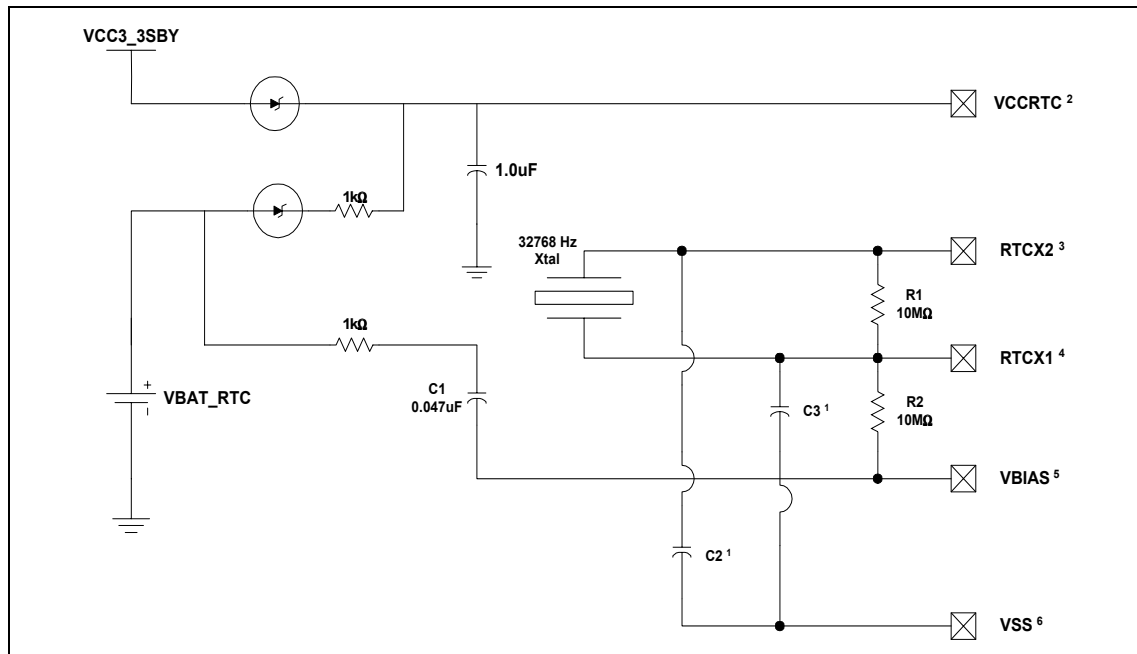 VCC3_3SBY
VCCRTC 2
1.0uF
1kΩ
32768 Hz
Xtal
RTCX2 3
R1
10MΩ
1kΩ
RTCX1 4
C1
0.047uF
VBAT_RTC
+
-
C3 1
R2
10MΩ
VBIAS 5
C2 1
VSS 6